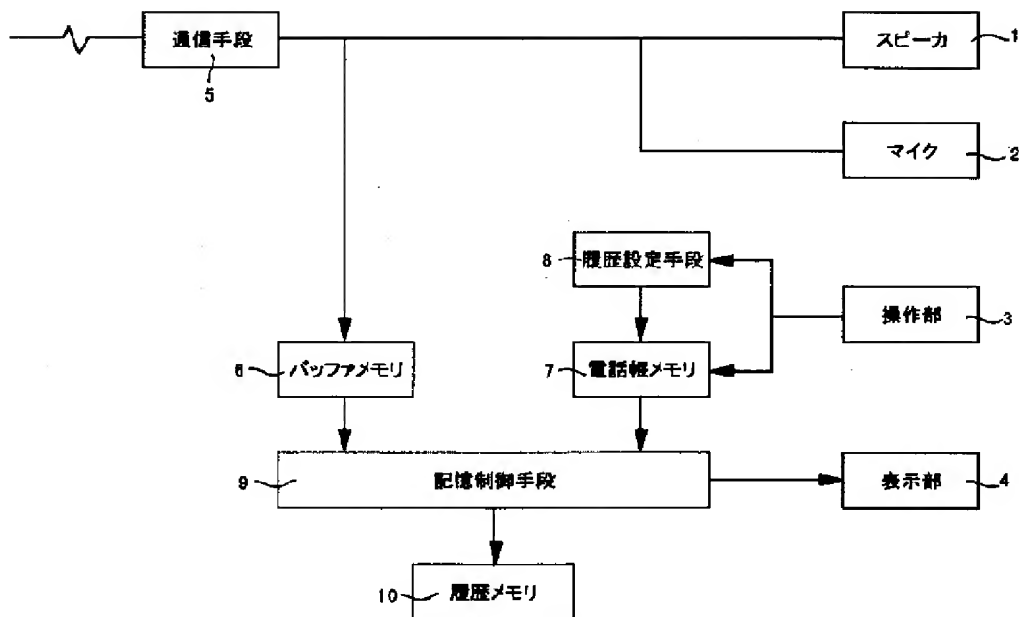 通信手段
5
スピーカ
1
マイク
2
8
履歴設定手段
操作部
3
6
バッファメモリ
7
電話帳メモリ
9
記憶制御手段
表示部
4
10
履歴メモリ